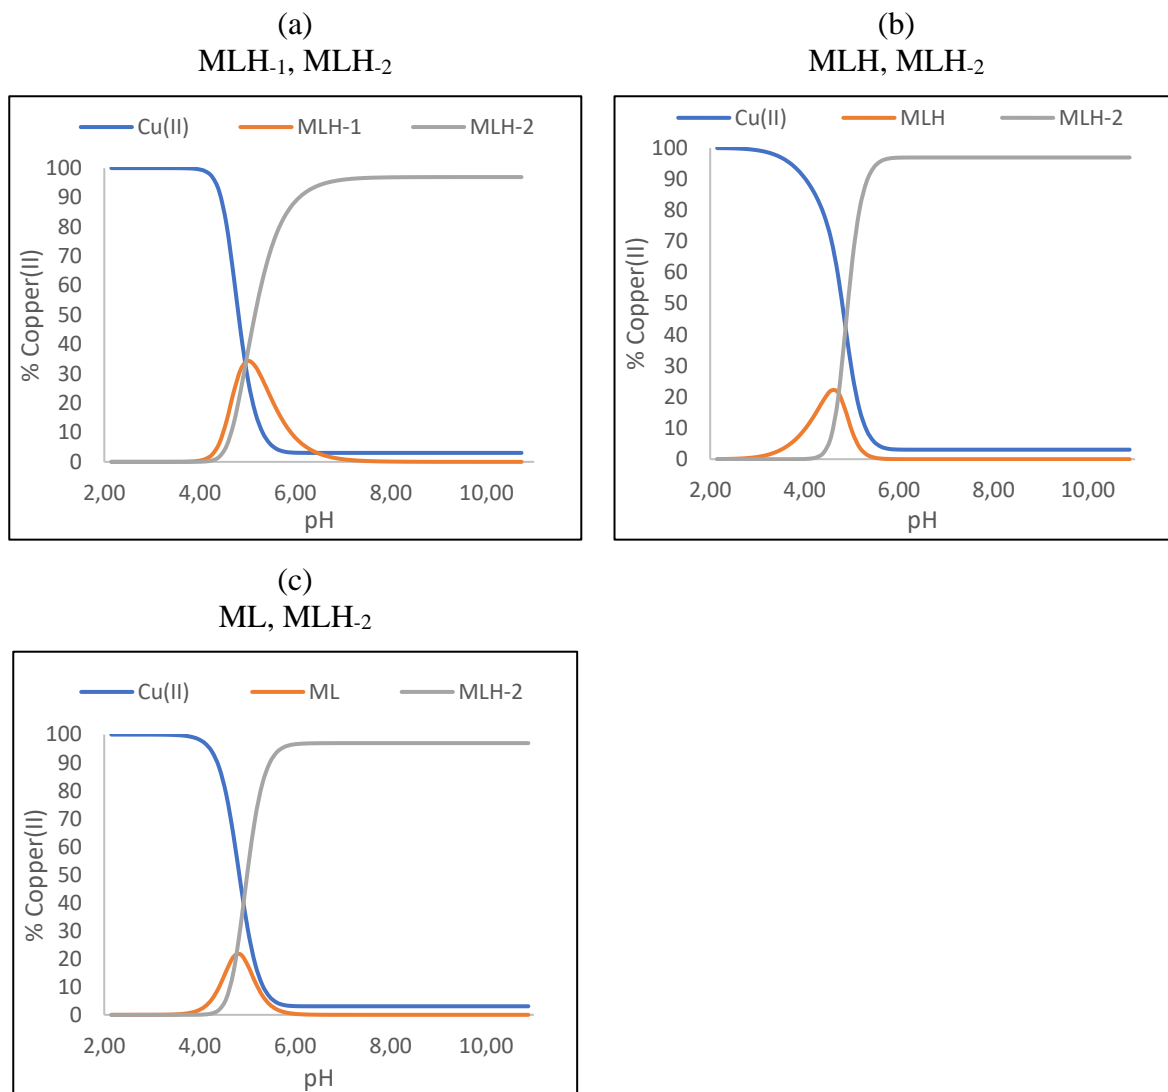 (a)
MLH-1, MLH-2
Cu(II) MLH-1 MLH-2
% Copper(II)
100
90
80
70
60
50
40
30
20
10
0
2,00 4,00 6,00 8,00 10,00
pH
(b)
MLH, MLH-2
Cu(II) MLH MLH-2
% Copper(II)
100
90
80
70
60
50
40
30
20
10
0
2,00 4,00 6,00 8,00 10,00
pH
(c)
ML, MLH-2
Cu(II) ML MLH-2
% Copper(II)
100
90
80
70
60
50
40
30
20
10
0
2,00 4,00 6,00 8,00 10,00
pH